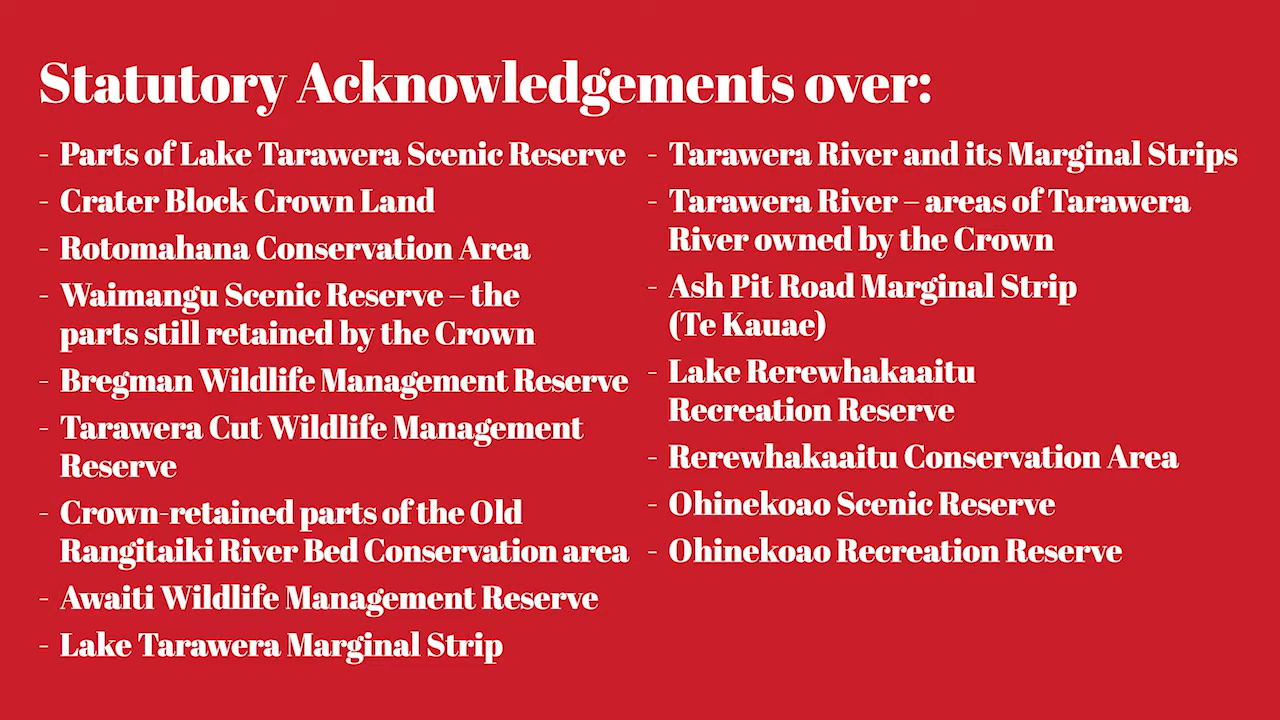 Statutory Acknowledgements over:
- Parts of Lake Tarawera Scenic Reserve
- Crater Block Crown Land
- Rotomahana Conservation Area
- Waimangu Scenic Reserve – the
parts still retained by the Crown
- Bregman Wildlife Management Reserve
- Tarawera Cut Wildlife Management
Reserve
- Crown-retained parts of the Old
Rangitaiki River Bed Conservation area
- Awaiti Wildlife Management Reserve
- Lake Tarawera Marginal Strip
- Tarawera River and its Marginal Strips
- Tarawera River – areas of Tarawera
River owned by the Crown
- Ash Pit Road Marginal Strip
(Te Kauae)
- Lake Rerewhakaaitu
Recreation Reserve
- Rerewhakaaitu Conservation Area
- Ohinekoao Scenic Reserve
- Ohinekoao Recreation Reserve